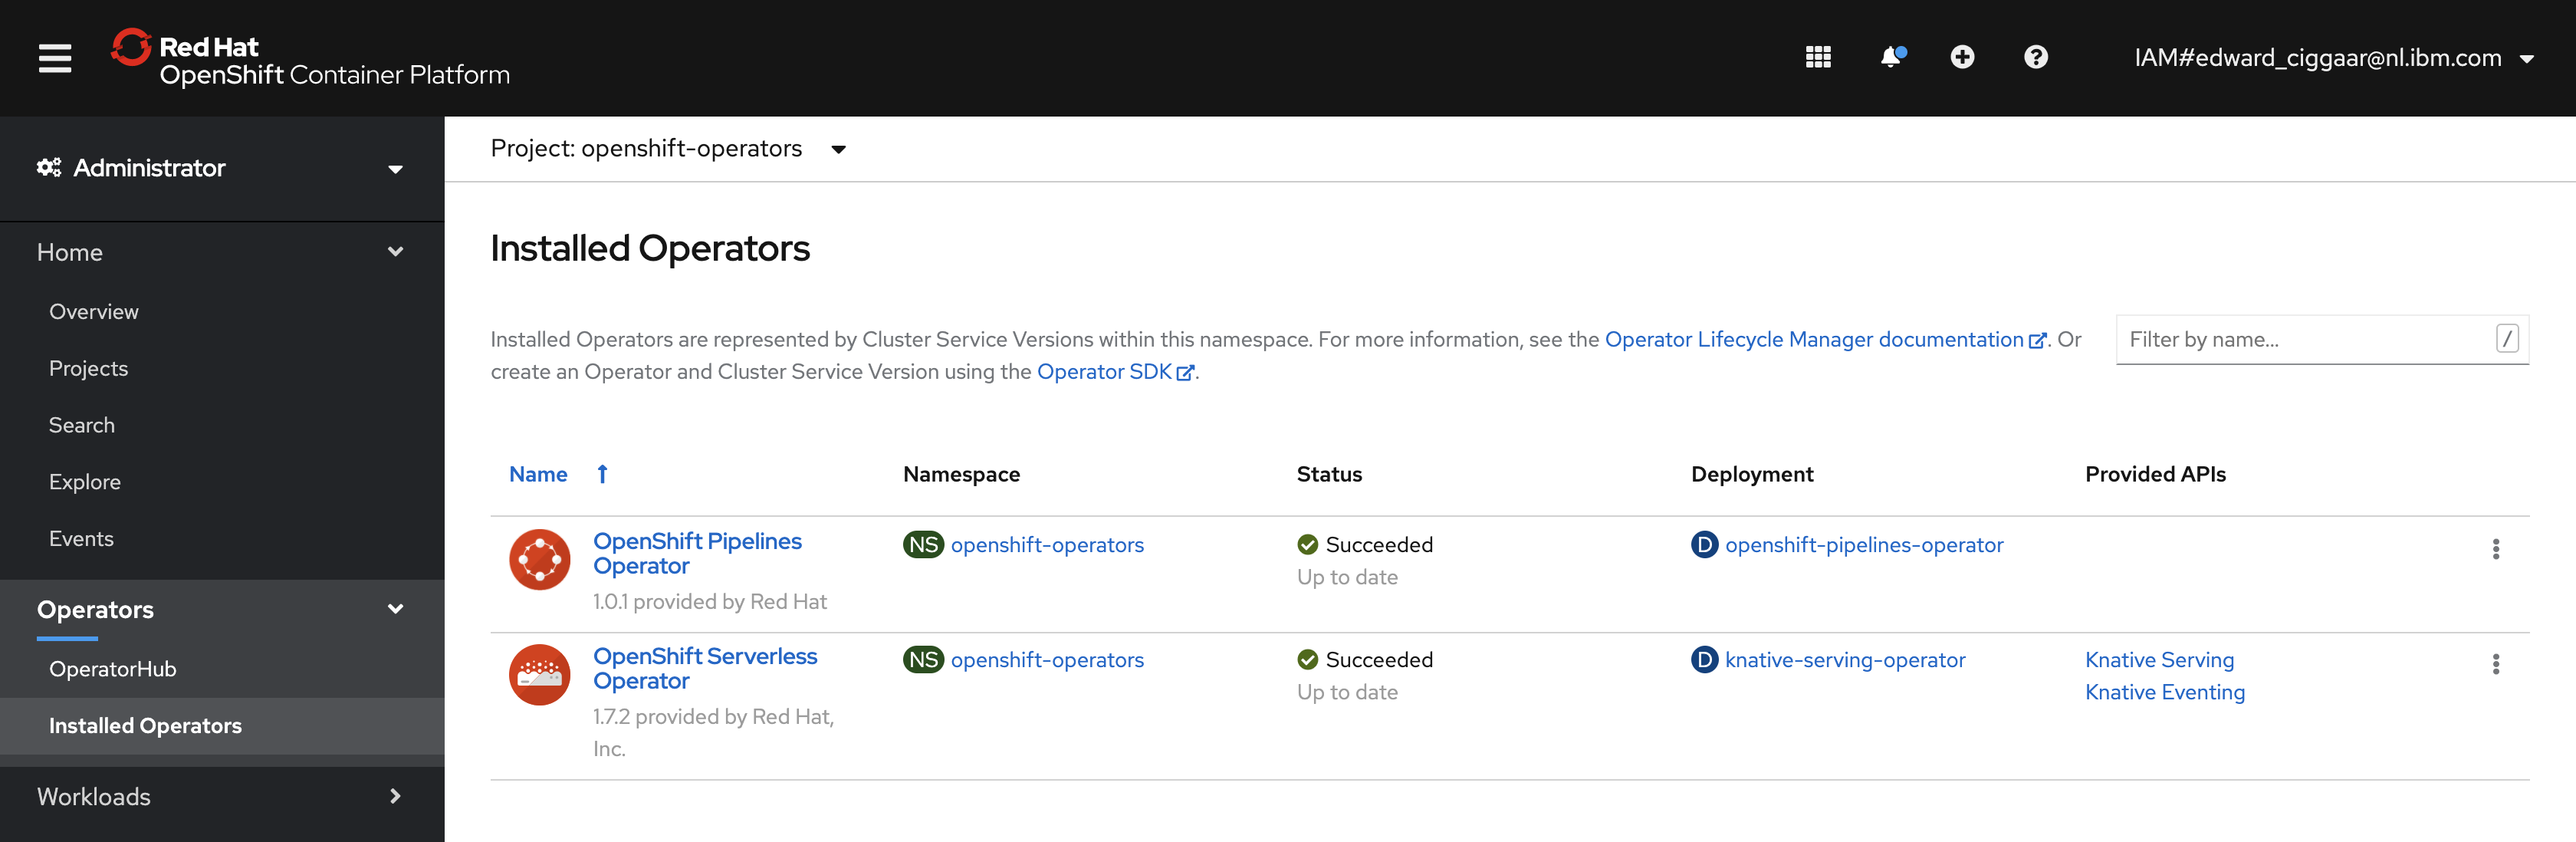 Red Hat
OpenShift Container Platform
IAM#edward_ciggaar@nl.ibm.com
Administrator
Home
Overview
Projects
Search
Explore
Events
Operators
OperatorHub
Installed Operators
Workloads
Project: openshift-operators
Installed Operators
Installed Operators are represented by Cluster Service Versions within this namespace. For more information, see the Operator Lifecycle Manager documentation. Or
create an Operator and Cluster Service Version using the Operator SDK.
Filter by name... /
Name Namespace Status Deployment Provided APIs
OpenShift Pipelines
Operator
1.0.1 provided by Red Hat
NS openshift-operators
Succeeded
Up to date
D openshift-pipelines-operator
OpenShift Serverless
Operator
1.7.2 provided by Red Hat,
Inc.
NS openshift-operators
Succeeded
Up to date
D knative-serving-operator
Knative Serving
Knative Eventing